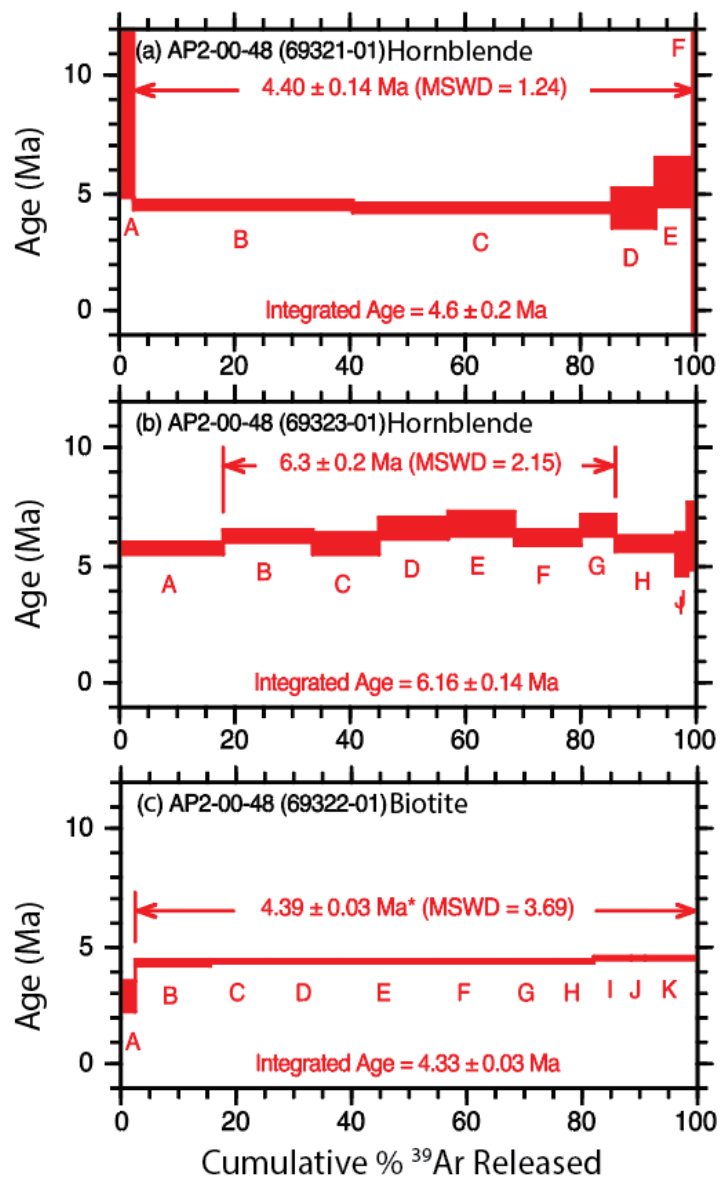 (a) AP2-00-48 (69321-01)Hornblende
F
10
4.40 ± 0.14 Ma (MSWD = 1.24)
Age (Ma)
5
A
B
C
D
E
0
Integrated Age = 4.6 ± 0.2 Ma
0 20 40 60 80 100
(b) AP2-00-48 (69323-01)Hornblende
10
6.3 ± 0.2 Ma (MSWD = 2.15)
Age (Ma)
5
A
B
C
D
E
F
G
H
J
0
Integrated Age = 6.16 ± 0.14 Ma
0 20 40 60 80 100
(c) AP2-00-48 (69322-01)Biotite
10
4.39 ± 0.03 Ma* (MSWD = 3.69)
Age (Ma)
5
A
B
C
D
E
F
G
H
I
J
K
0
Integrated Age = 4.33 ± 0.03 Ma
0 20 40 60 80 100
Cumulative % ³⁹Ar Released